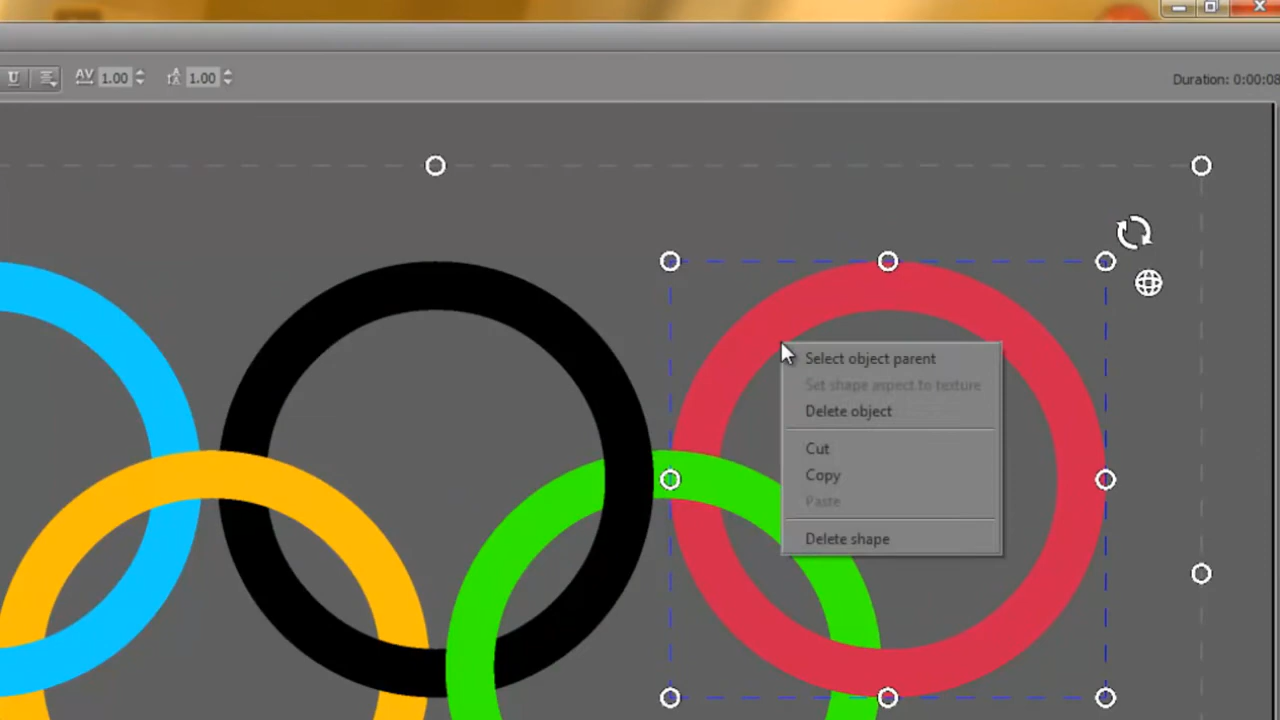 U AV 1.00 A 1.00 Duration: 0:00:08
Select object parent
Set shape aspect to texture
Delete object
Cut
Copy
Paste
Delete shape